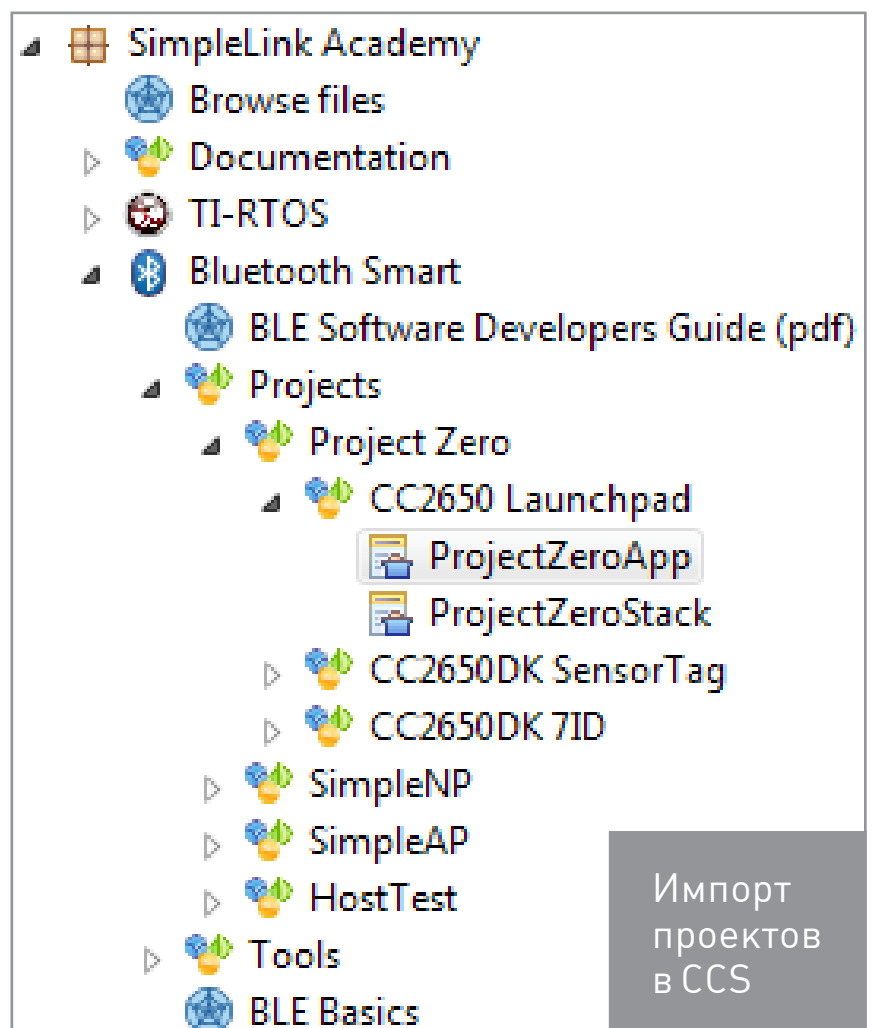 SimpleLink Academy
Browse files
Documentation
TI-RTOS
Bluetooth Smart
BLE Software Developers Guide (pdf)
Projects
Project Zero
CC2650 Launchpad
ProjectZeroApp
ProjectZeroStack
CC2650DK SensorTag
CC2650DK 7ID
SimpleNP
SimpleAP
HostTest
Tools
BLE Basics
Импорт
проектов
в CCS